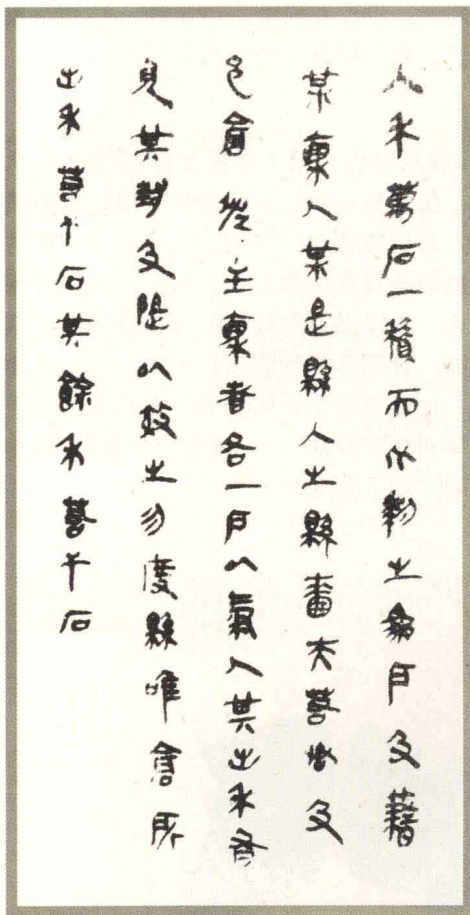 入禾萬石一積而比黎之為戶及籍
某稟人某是縣入之縣嗇夫若丞及
邑倉佐主稟者各一戶以氣人其出禾有
見其封及隄以效之勿度縣唯倉所
出禾若干石其餘禾若干石